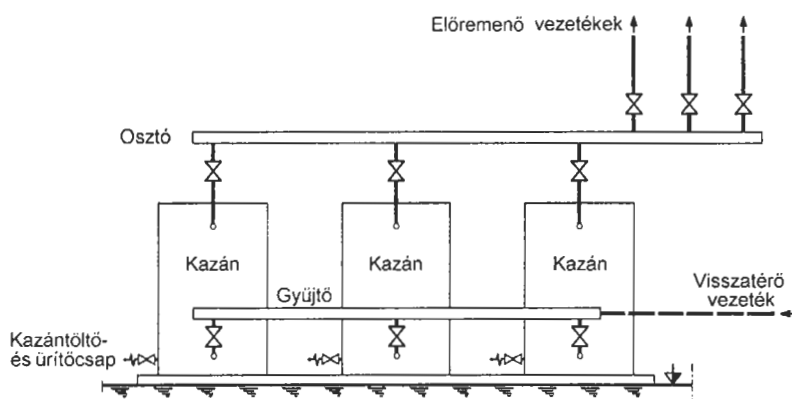 Előremenő vezetékek
Osztó
Kazán
Kazán
Kazán
Gyűjtő
Visszatérő
vezeték
Kazántöltő-
és ürítőcsap